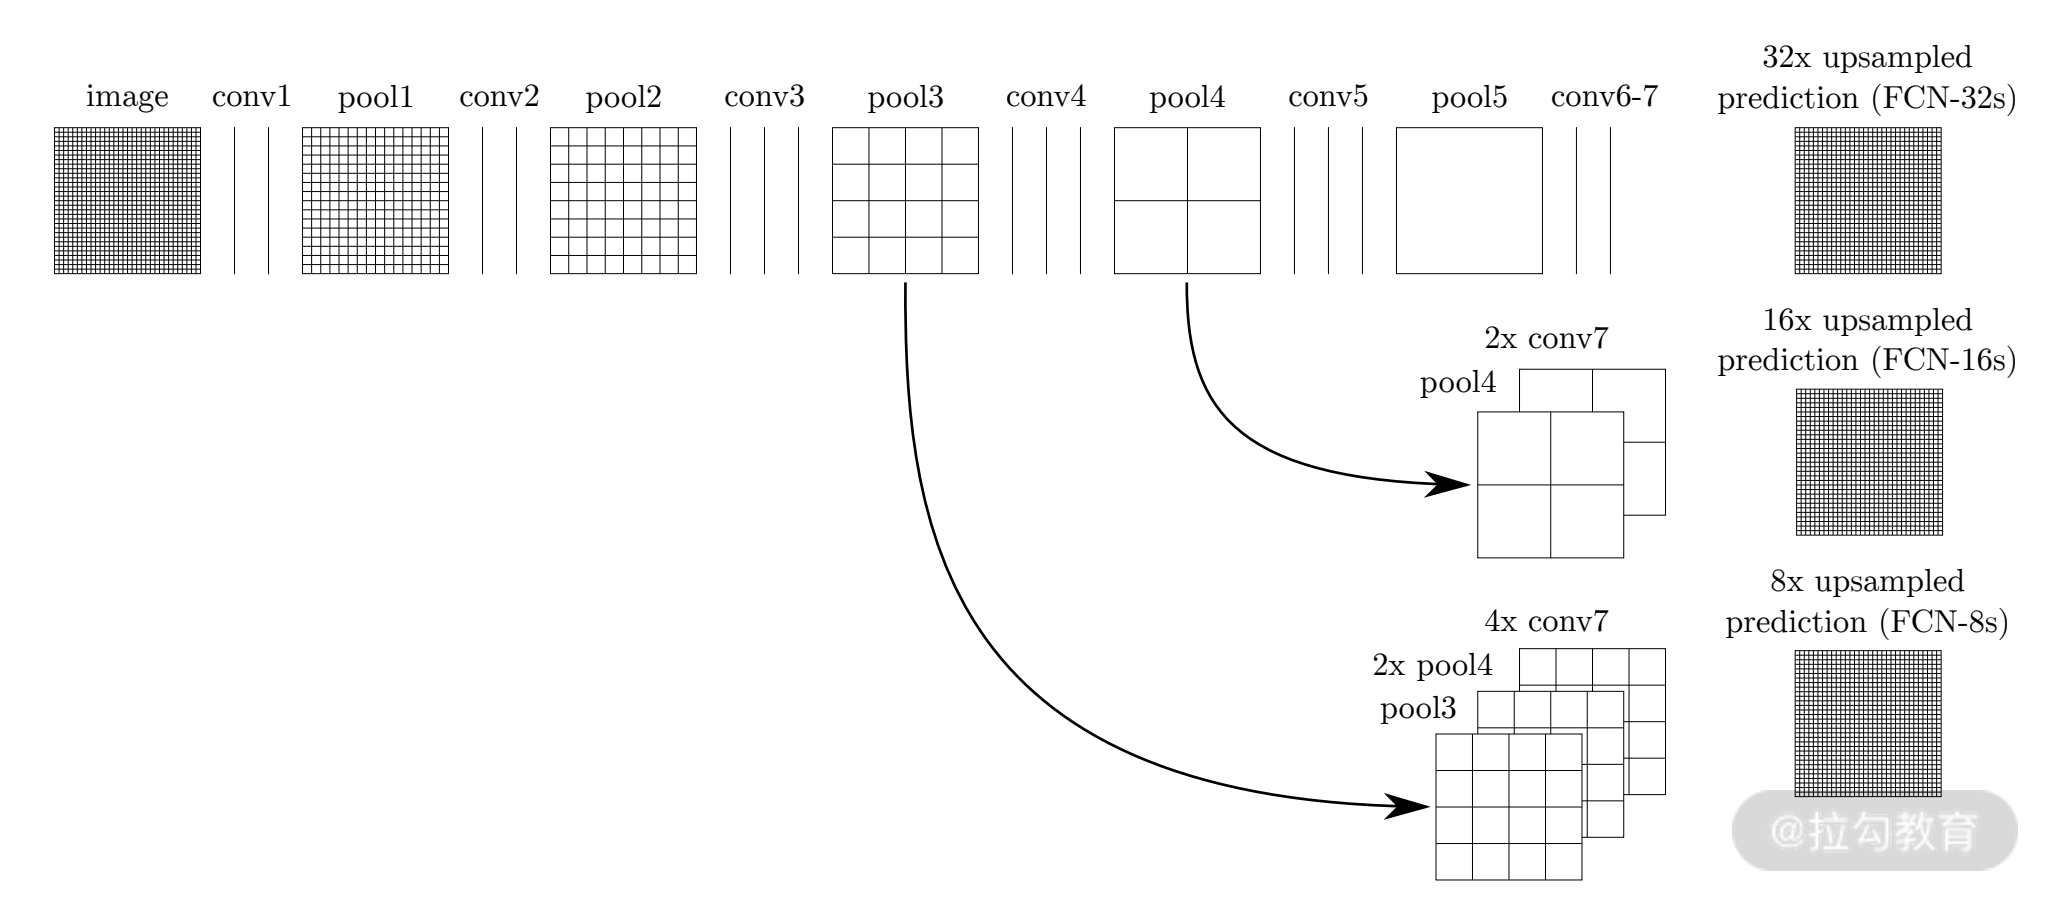 image conv1 pool1 conv2 pool2 conv3 pool3 conv4 pool4 conv5 pool5 conv6-7
32x upsampled
prediction (FCN-32s)
2x conv7
pool4
16x upsampled
prediction (FCN-16s)
4x conv7
2x pool4
pool3
8x upsampled
prediction (FCN-8s)
@拉勾教育